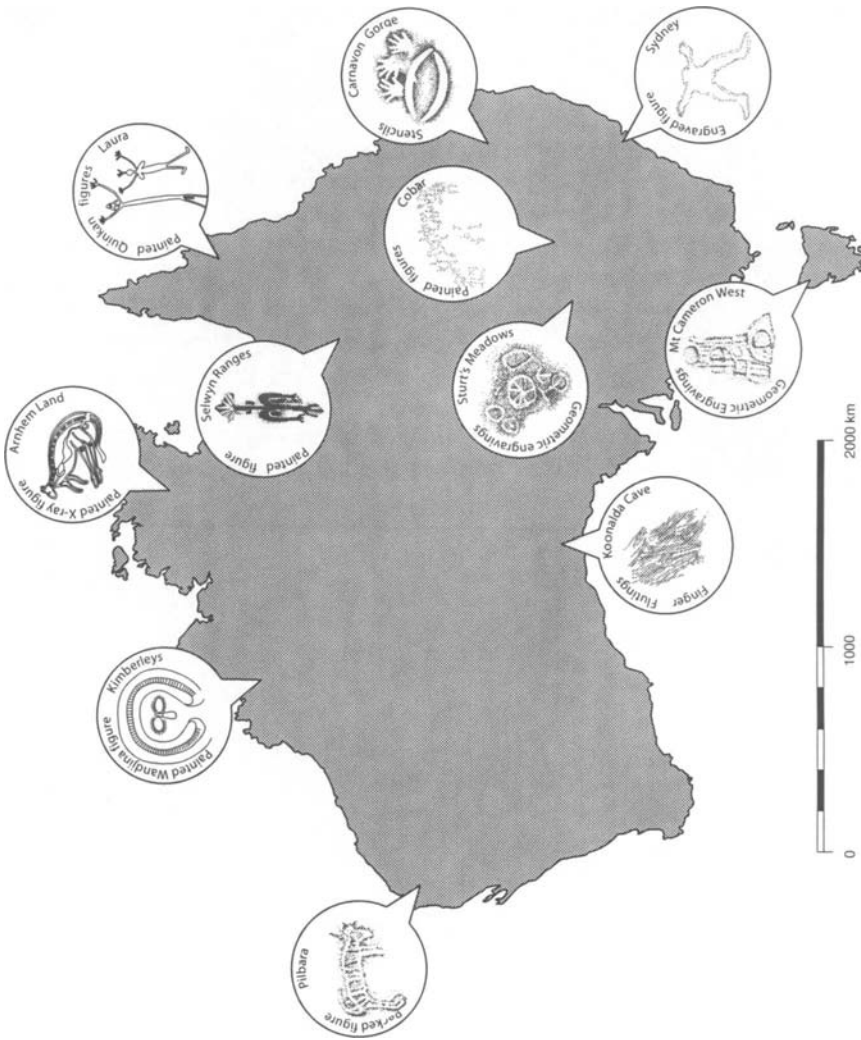 Painted Quinkan figures
Laura
Carnavon Gorge
Stencils
Sydney
Engraved figure
Cobar
Painted figures
Arnhem Land
Painted X-ray figure
Selwyn Ranges
Painted figure
Sturt's Meadows
Geometric engravings
Mt Cameron West
Geometric Engravings
Koonalda Cave
Finger Flutings
Kimberleys
Painted Wandjina figure
Pilbara
Pecked figure
0
1000
2000 km